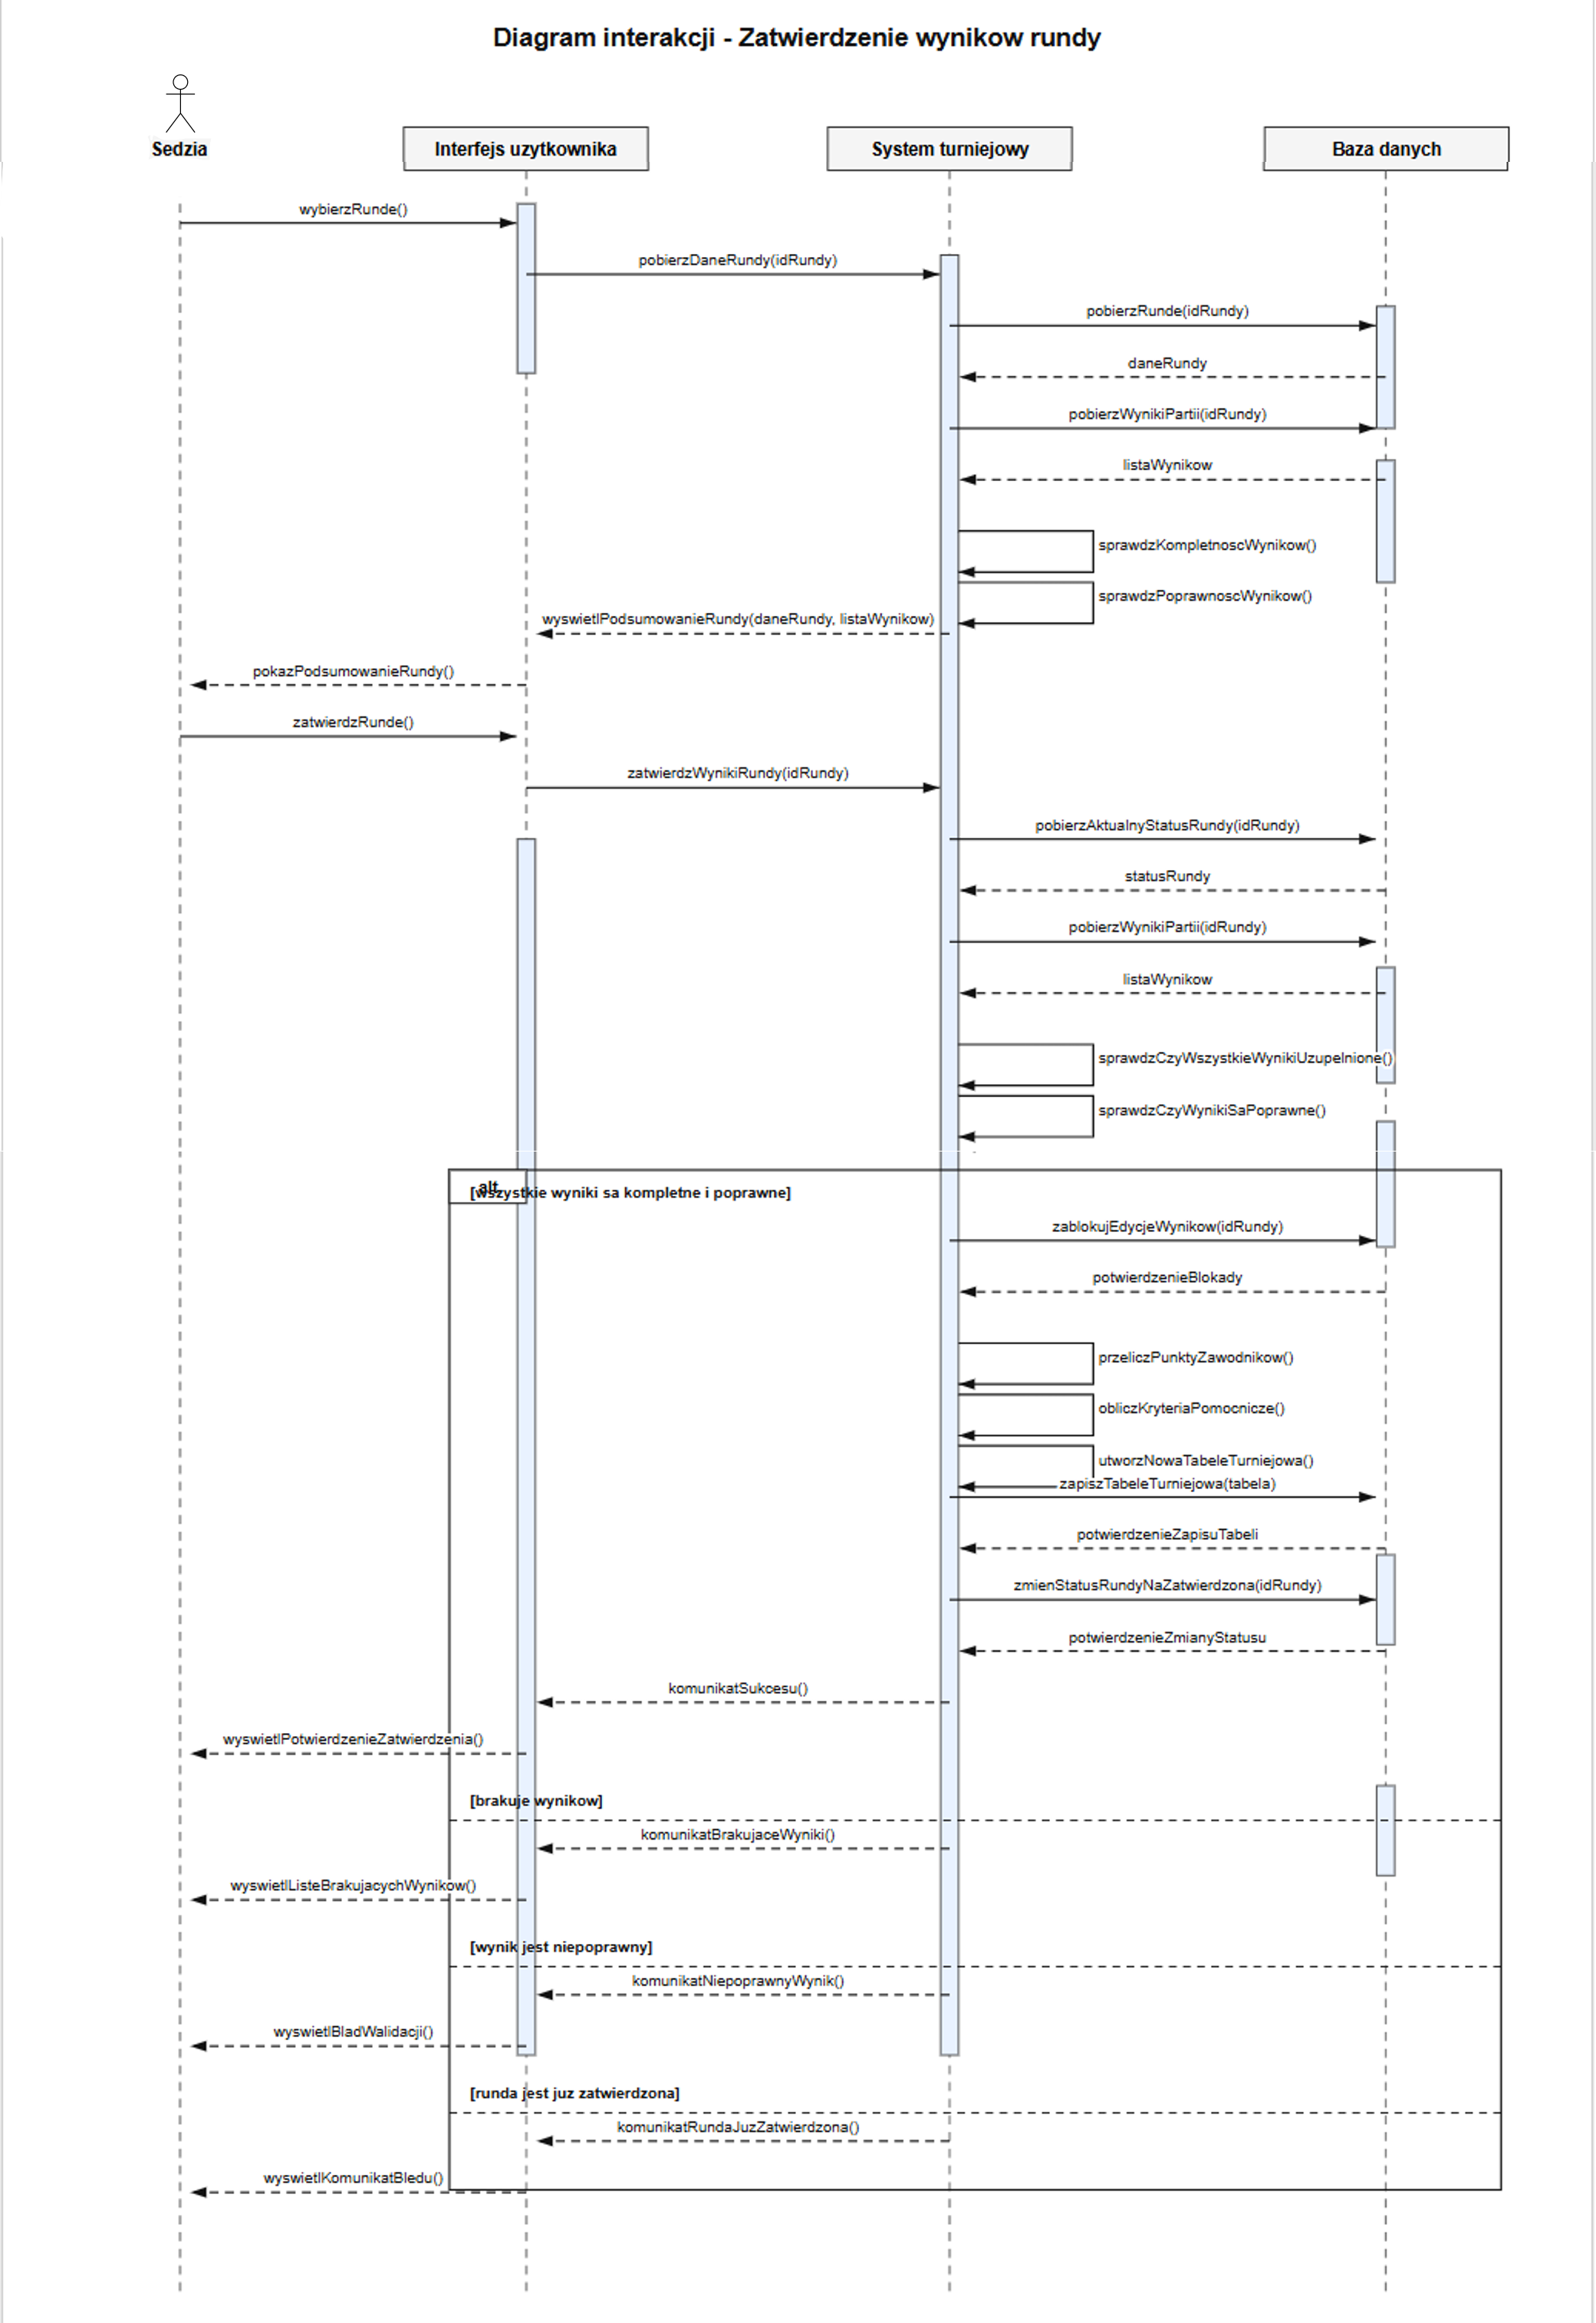 Diagram interakcji - Zatwierdzenie wynikow rundy
Sedzia
Interfejs uzytkownika
System turniejowy
Baza danych
wybierzRunde()
pobierzDaneRundy(idRundy)
pobierzRunde(idRundy)
daneRundy
pobierzWynikiPartii(idRundy)
listaWynikow
sprawdzKompletnoscWynikow()
sprawdzPoprawnoscWynikow()
wyswietlPodsumowanieRundy(daneRundy, listaWynikow)
pokazPodsumowanieRundy()
zatwierdzRunde()
zatwierdzWynikiRundy(idRundy)
pobierzAktualnyStatusRundy(idRundy)
statusRundy
pobierzWynikiPartii(idRundy)
listaWynikow
sprawdzCzyWszystkieWynikiUzupelnione()
sprawdzCzyWynikiSaPoprawne()
alt
[wszystkie wyniki sa kompletne i poprawne]
zablokujEdycjeWynikow(idRundy)
potwierdzenieBlokady
przeliczPunktyZawodnikow()
obliczKryteriaPomocnicze()
utworzNowaTabeleTurniejowa()
zapiszTabeleTurniejowa(tabela)
potwierdzenieZapisuTabeli
zmienStatusRundyNaZatwierdzona(idRundy)
potwierdzenieZmianyStatusu
komunikatSukcesu()
wyswietlPotwierdzenieZatwierdzenia()
[brakuje wynikow]
komunikatBrakujaceWyniki()
wyswietlListeBrakujacychWynikow()
[wynik jest niepoprawny]
komunikatNiepoprawnyWynik()
wyswietlBladWalidacji()
[runda jest juz zatwierdzona]
komunikatRundaJuzZatwierdzona()
wyswietlKomunikatBledu()